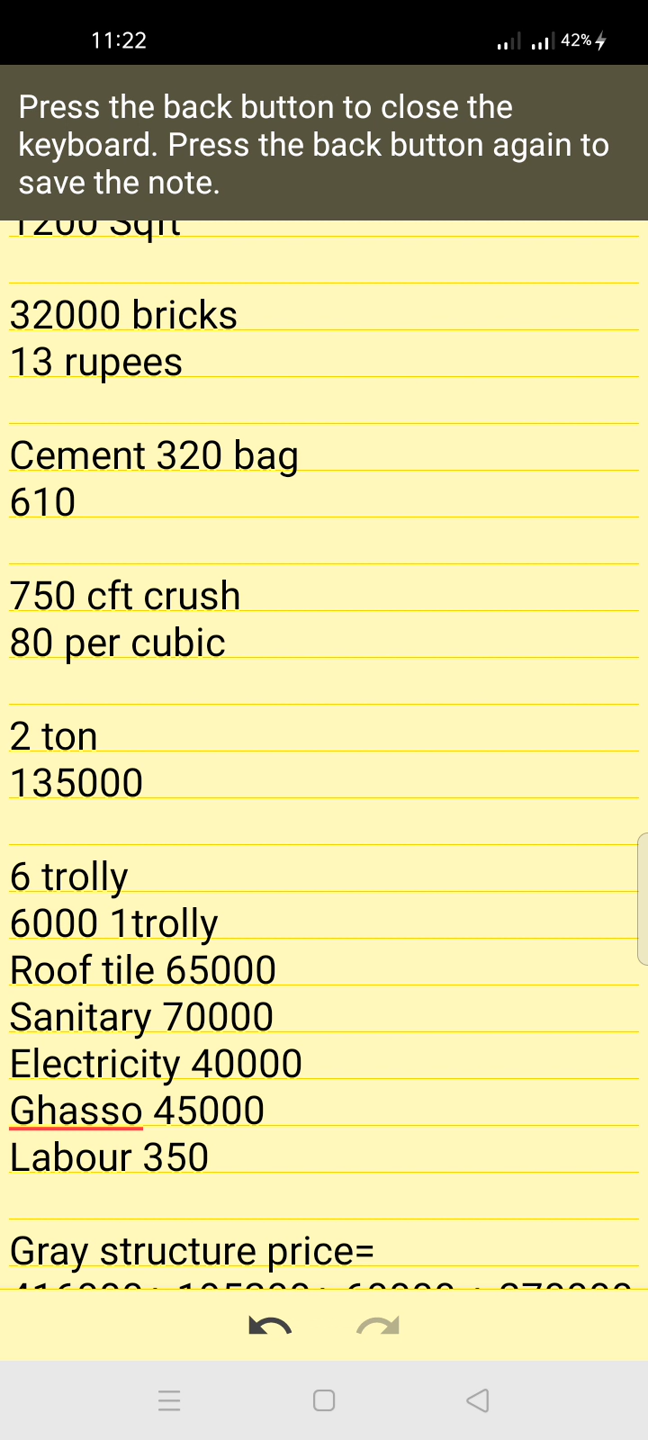 11:22
42%
Press the back button to close the
keyboard. Press the back button again to
save the note.
1200 Sqft
32000 bricks
13 rupees
Cement 320 bag
610
750 cft crush
80 per cubic
2 ton
135000
6 trolly
6000 1trolly
Roof tile 65000
Sanitary 70000
Electricity 40000
Ghasso 45000
Labour 350
Gray structure price=